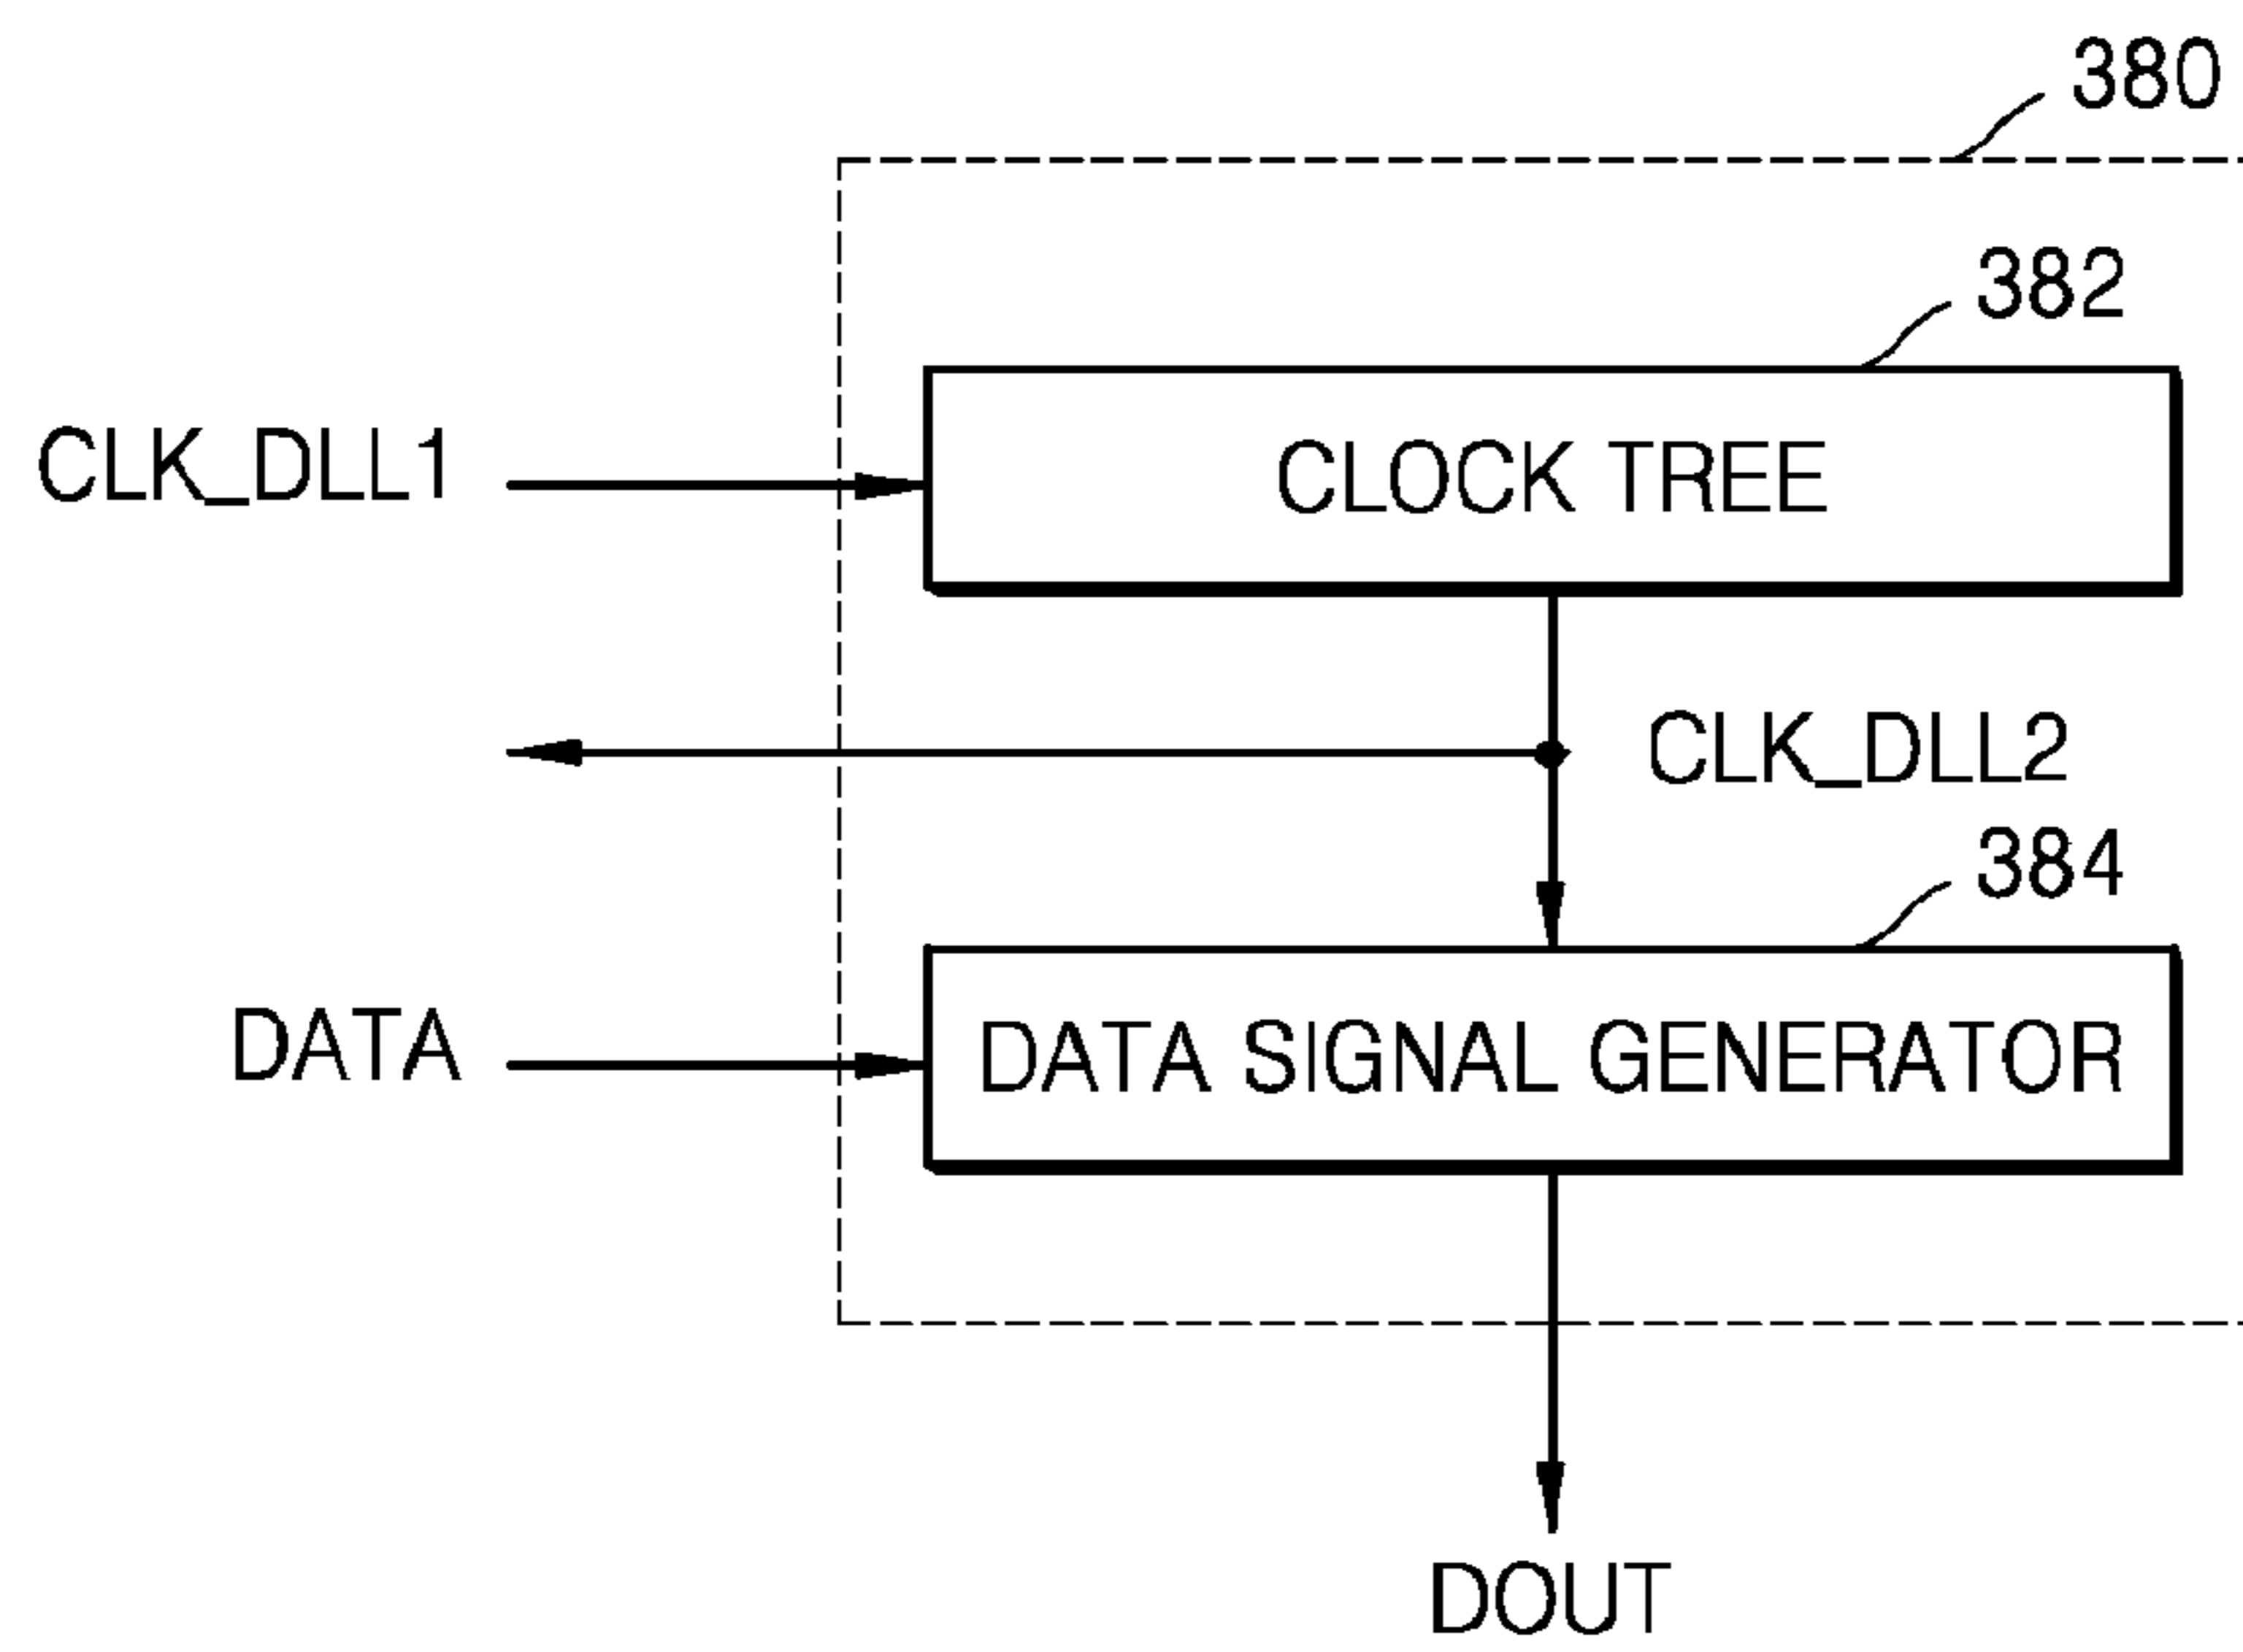 380
382
CLK_DLL1
CLOCK TREE
CLK_DLL2
384
DATA
DATA SIGNAL GENERATOR
DOUT